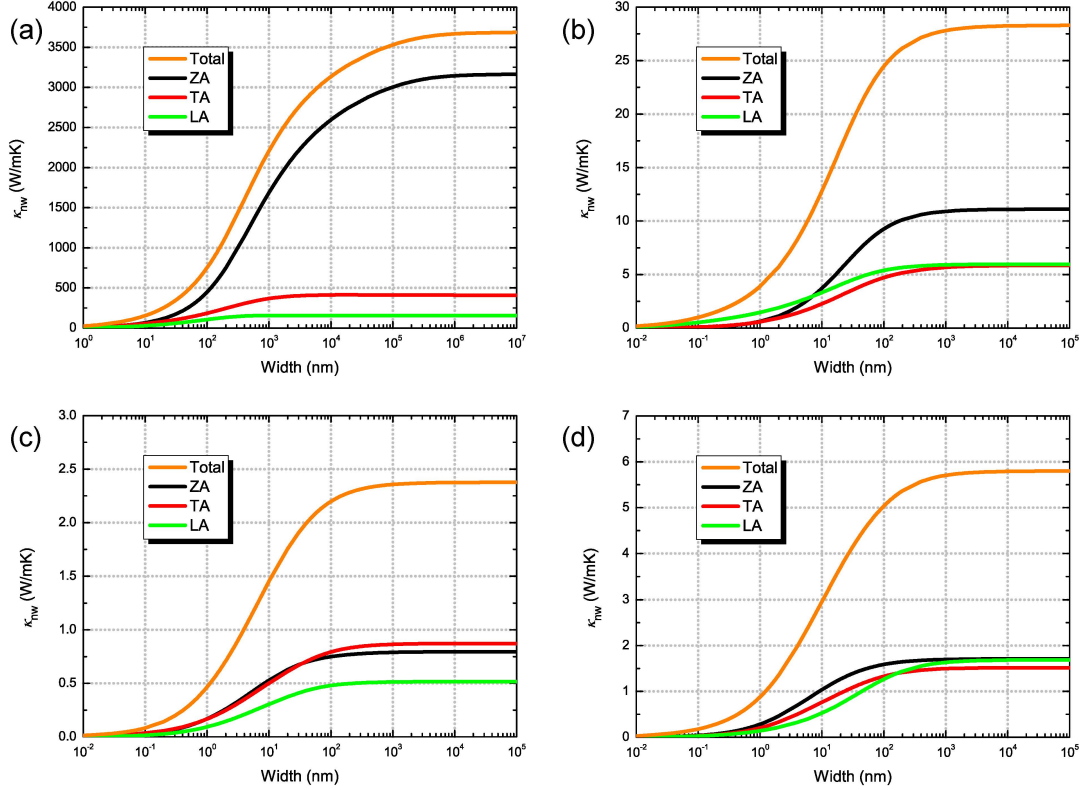 (a)
4000
3500
3000
2500
2000
1500
1000
500
0
κnw (W/mK)
Total
ZA
TA
LA
10^0 10^1 10^2 10^3 10^4 10^5 10^6 10^7
Width (nm)
(b)
30
25
20
15
10
5
0
κnw (W/mK)
Total
ZA
TA
LA
10^-2 10^-1 10^0 10^1 10^2 10^3 10^4 10^5
Width (nm)
(c)
3.0
2.5
2.0
1.5
1.0
0.5
0.0
κnw (W/mK)
Total
ZA
TA
LA
10^-2 10^-1 10^0 10^1 10^2 10^3 10^4 10^5
Width (nm)
(d)
7
6
5
4
3
2
1
0
κnw (W/mK)
Total
ZA
TA
LA
10^-2 10^-1 10^0 10^1 10^2 10^3 10^4 10^5
Width (nm)